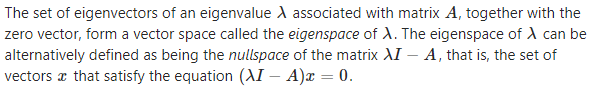 The set of eigenvectors of an eigenvalue λ associated with matrix A, together with the
zero vector, form a vector space called the eigenspace of λ. The eigenspace of λ can be
alternatively defined as being the nullspace of the matrix λI − A, that is, the set of
vectors x that satisfy the equation (λI − A)x = 0.